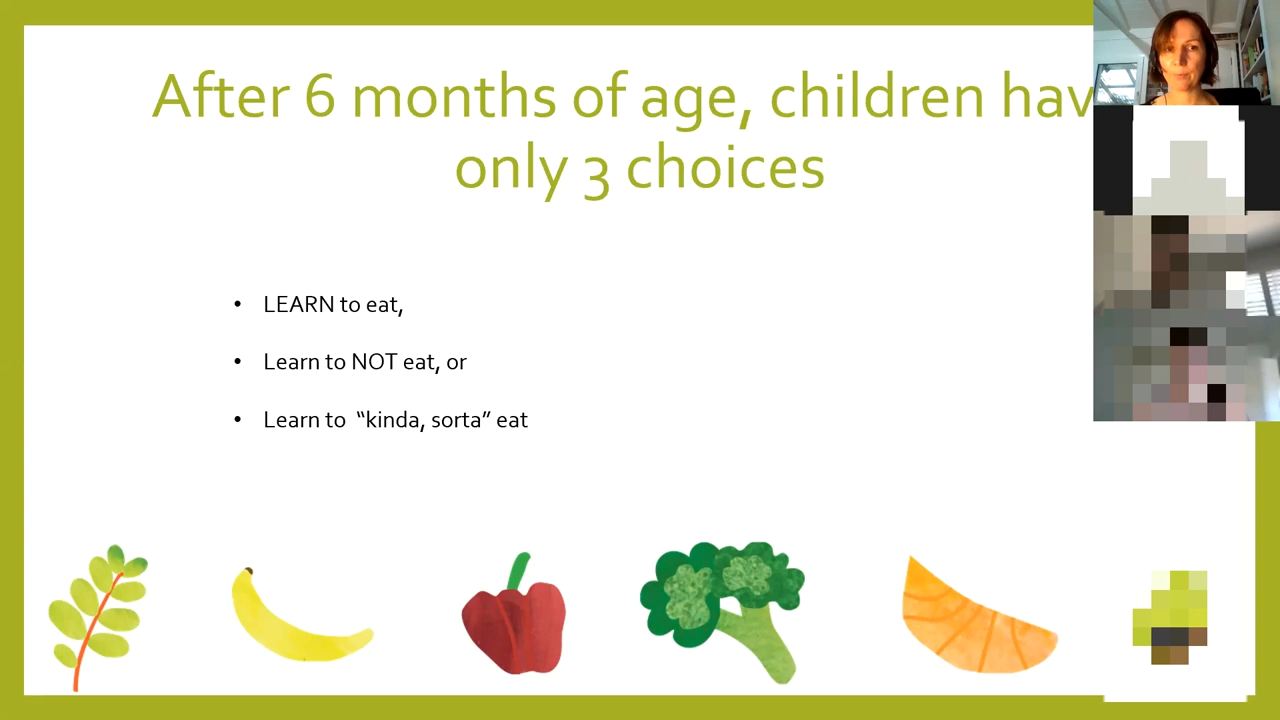 After 6 months of age, children hav
only 3 choices
• LEARN to eat,
• Learn to NOT eat, or
• Learn to “kinda, sorta” eat